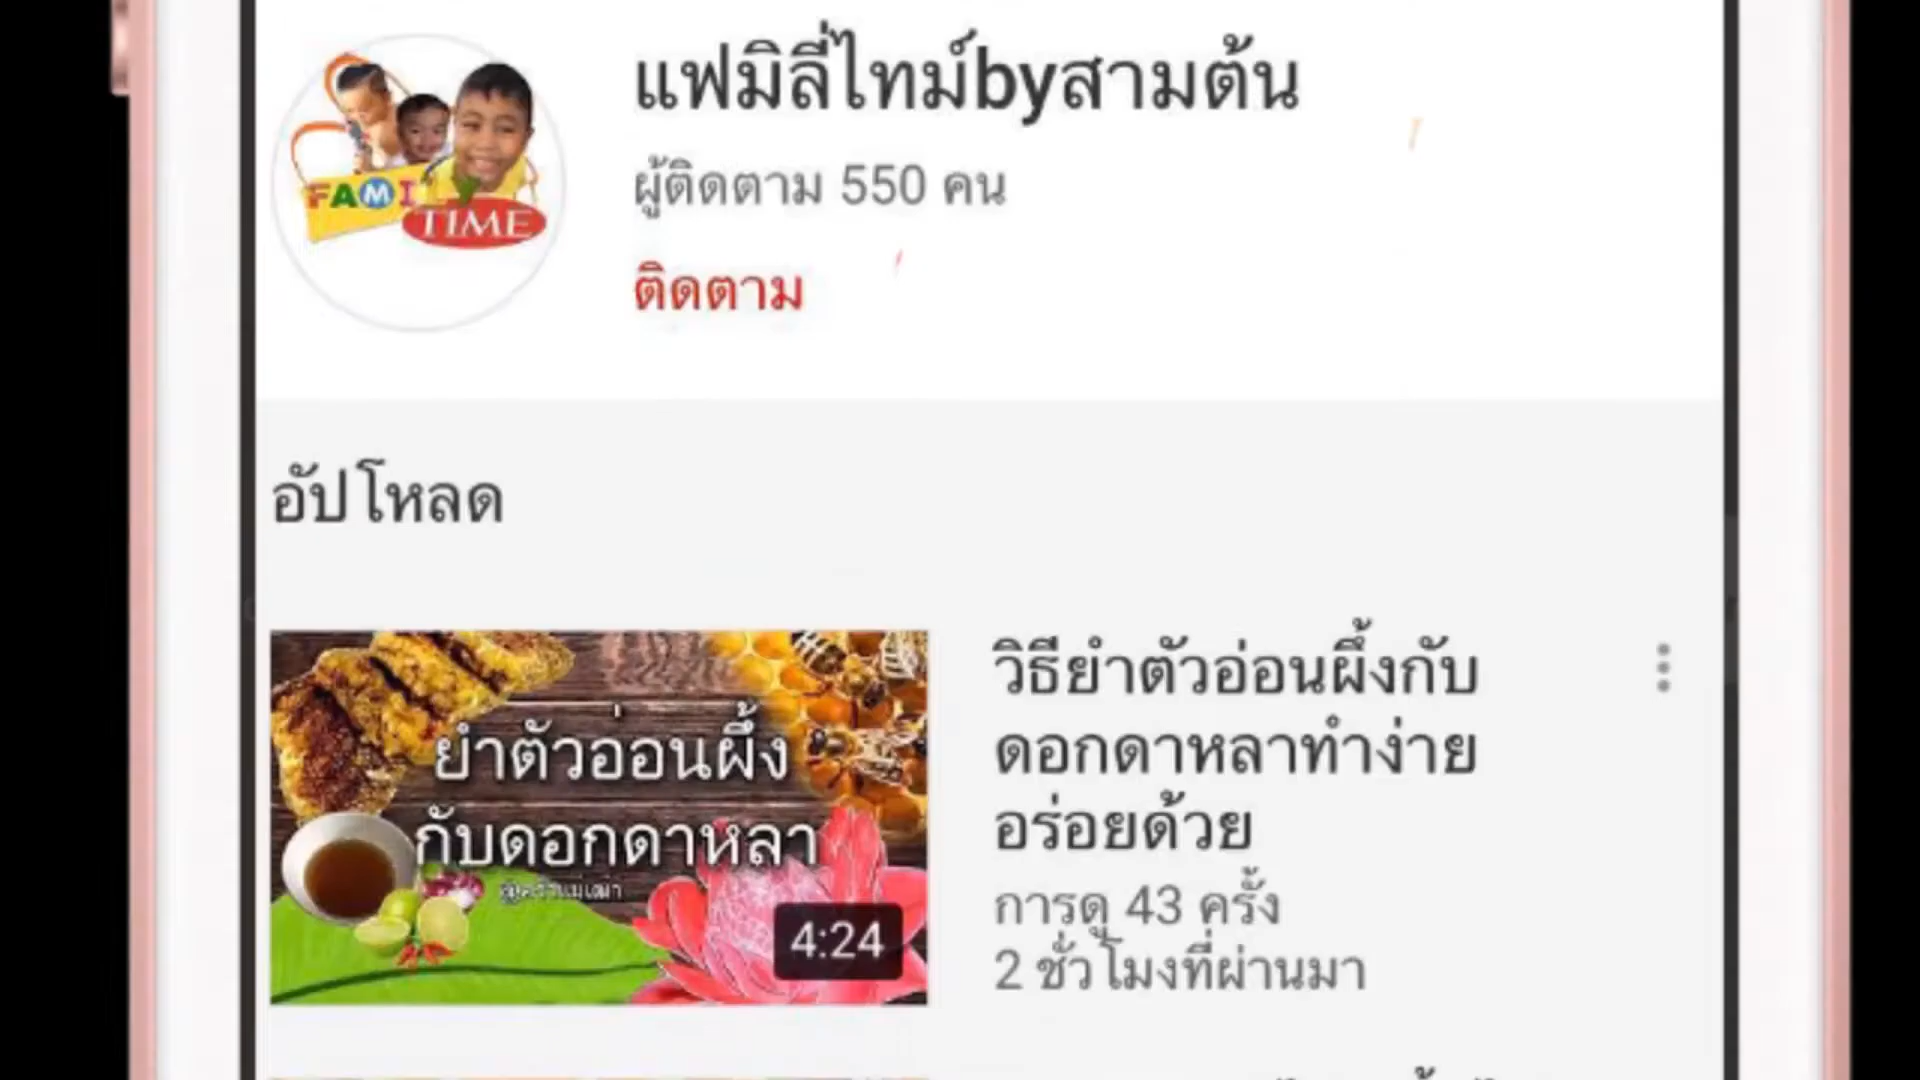 แฟมิลี่ไทม์byสามต้น
ผู้ติดตาม 550 คน
ติดตาม
FAMI
TIME
อัปโหลด
ยำตัวอ่อนผึ้ง
กับดอกดาหลา
4:24
วิธียำตัวอ่อนผึ้งกับ
ดอกดาหลาทำง่าย
อร่อยด้วย
การดู 43 ครั้ง
2 ชั่วโมงที่ผ่านมา